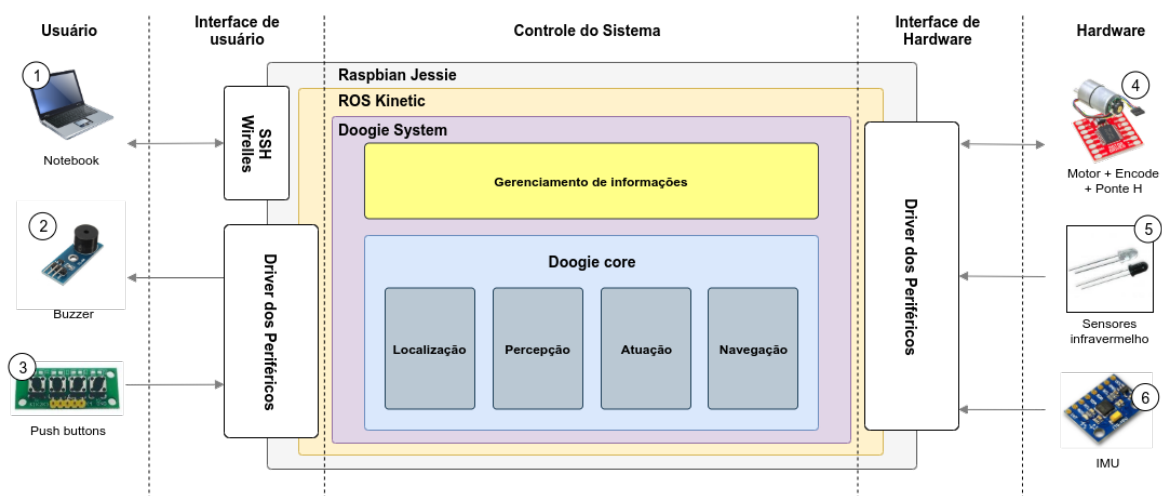 Usuário
Interface de
usuário
Controle do Sistema
Interface de
Hardware
Hardware
1
Notebook
2
Buzzer
3
Push buttons
SSH
Wirelles
Driver dos Periféricos
Raspbian Jessie
ROS Kinetic
Doogie System
Gerenciamento de informações
Doogie core
Localização
Percepção
Atuação
Navegação
Driver dos Periféricos
4
Motor + Encode
+ Ponte H
5
Sensores
infravermelho
6
IMU